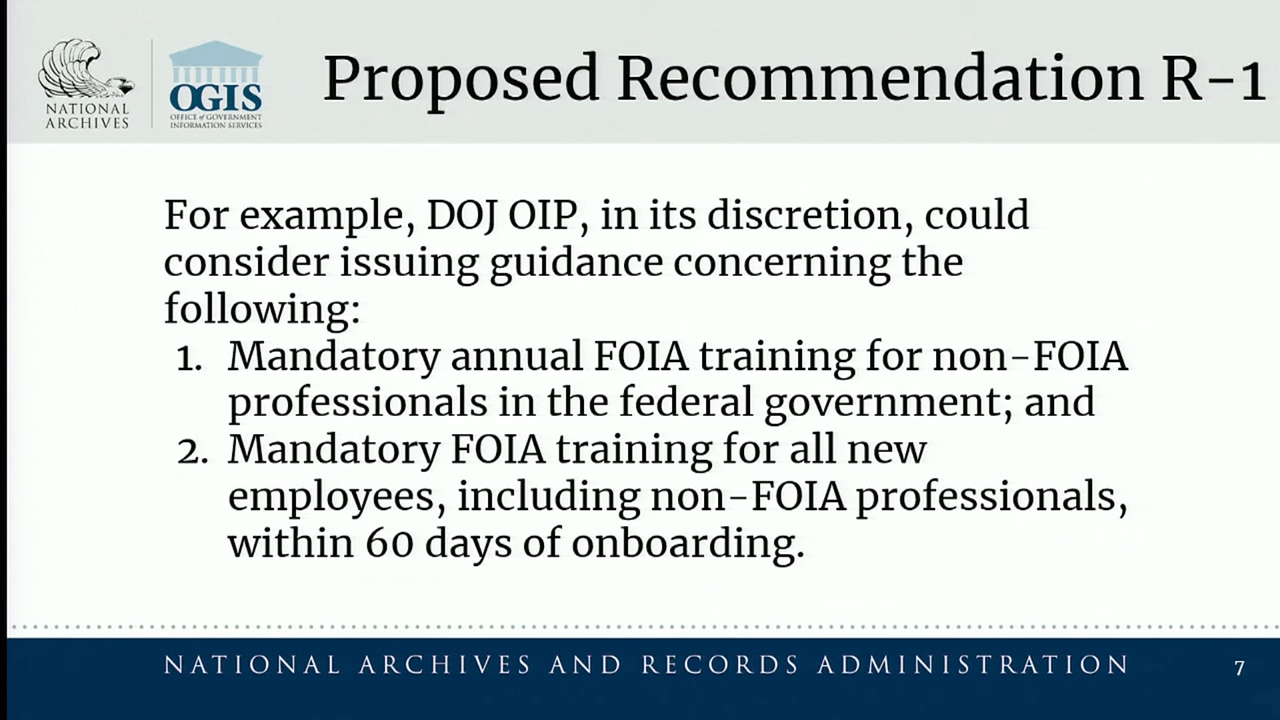 NATIONAL
ARCHIVES
OGIS
OFFICE of GOVERNMENT
INFORMATION SERVICES
Proposed Recommendation R-1
For example, DOJ OIP, in its discretion, could
consider issuing guidance concerning the
following:
1. Mandatory annual FOIA training for non-FOIA
professionals in the federal government; and
2. Mandatory FOIA training for all new
employees, including non-FOIA professionals,
within 60 days of onboarding.
NATIONAL ARCHIVES AND RECORDS ADMINISTRATION
7